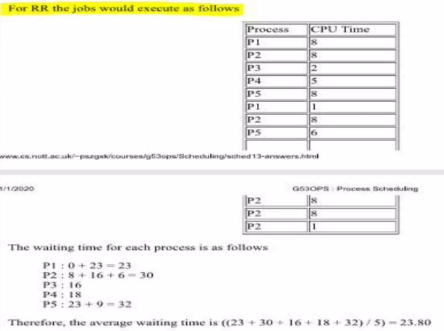 For RR the jobs would execute as follows
Process CPU Time
P1 8
P2 8
P3 2
P4 5
P5 8
P1 1
P2 8
P5 6
www.cs.nott.ac.uk/~pszgxk/courses/g53ops/Scheduling/sched13-answers.html
1/1/2020 G53OPS : Process Scheduling
P2 8
P2 8
P2 1
The waiting time for each process is as follows
P1 : 0 + 23 = 23
P2 : 8 + 16 + 6 = 30
P3 : 16
P4 : 18
P5 : 23 + 9 = 32
Therefore, the average waiting time is ((23 + 30 + 16 + 18 + 32) / 5) = 23.80